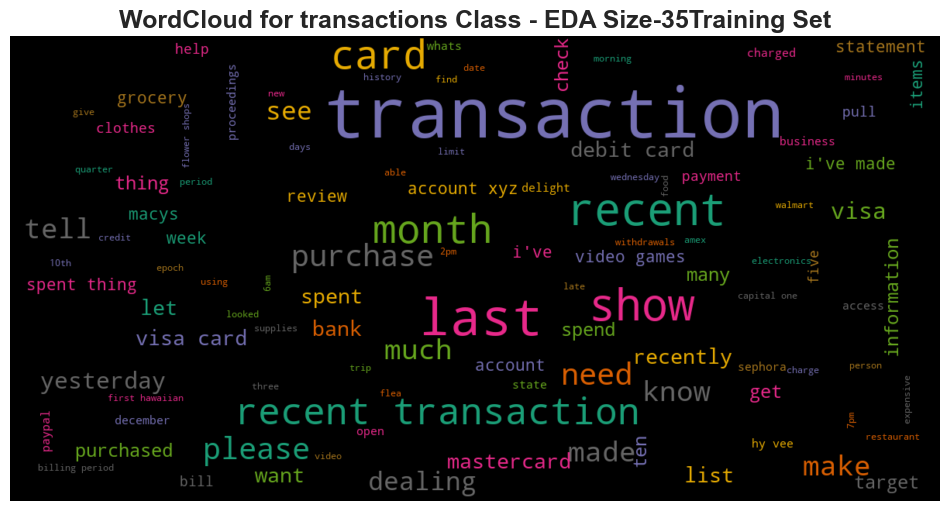 WordCloud for transactions Class - EDA Size-35Training Set
help
card
whats
check
morning
charged
statement
history
find
date
minutes
items
give
grocery
flower shops
proceedings
new
see
transaction
pull
clothes
days
limit
debit card
business
i've made
quarter
thing
period
review
able
account xyz
delight
wednesday
food
payment
walmart
visa
tell
macys
credit
week
month
recent
withdrawals
amex
10th
epoch
purchase
2pm
i've
video games
electronics
five
information
spent thing
using
6am
late
many
let
looked
spent
last
show
capital one
access
visa card
supplies
bank
spend
much
trip
account
recently
sephora
charge
person
yesterday
three
flea
state
need
know
get
expensive
first hawaiian
december
recent transaction
paypal
open
7pm
restaurant
purchased
please
video
made
ten
hy vee
billing period
bill
want
dealing
mastercard
list
make
target